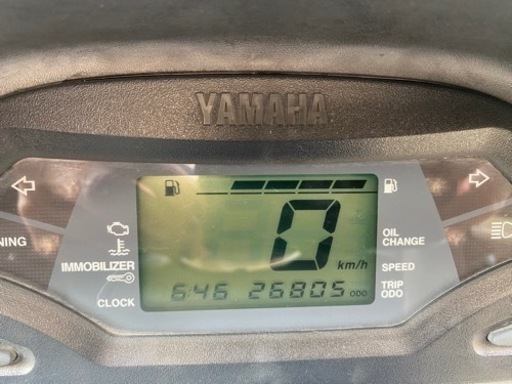 YAMAHA
0
km/h
6:46 26805 ODO
NING
IMMOBILIZER
CLOCK
OIL
CHANGE
SPEED
TRIP
ODO